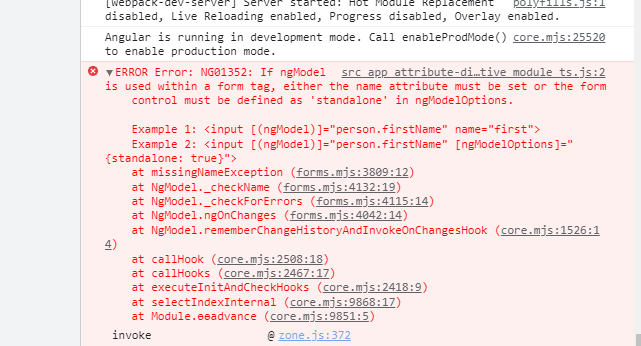 [webpack-dev-server] Server started: Hot Module Replacement polyfills.js:1
disabled, Live Reloading enabled, Progress disabled, Overlay enabled.
Angular is running in development mode. Call enableProdMode() core.mjs:25520
to enable production mode.
▼ERROR Error: NG01352: If ngModel src_app_attribute-di…tive_module_ts.js:2
is used within a form tag, either the name attribute must be set or the form
control must be defined as 'standalone' in ngModelOptions.
Example 1: <input [(ngModel)]="person.firstName" name="first">
Example 2: <input [(ngModel)]="person.firstName" [ngModelOptions]="
{standalone: true}">
at missingNameException (forms.mjs:3809:12)
at NgModel._checkName (forms.mjs:4132:19)
at NgModel._checkForErrors (forms.mjs:4115:14)
at NgModel.ngOnChanges (forms.mjs:4042:14)
at NgModel.rememberChangeHistoryAndInvokeOnChangesHook (core.mjs:1526:1
4)
at callHook (core.mjs:2508:18)
at callHooks (core.mjs:2467:17)
at executeInitAndCheckHooks (core.mjs:2418:9)
at selectIndexInternal (core.mjs:9868:17)
at Module.ɵɵadvance (core.mjs:9851:5)
invoke @ zone.js:372